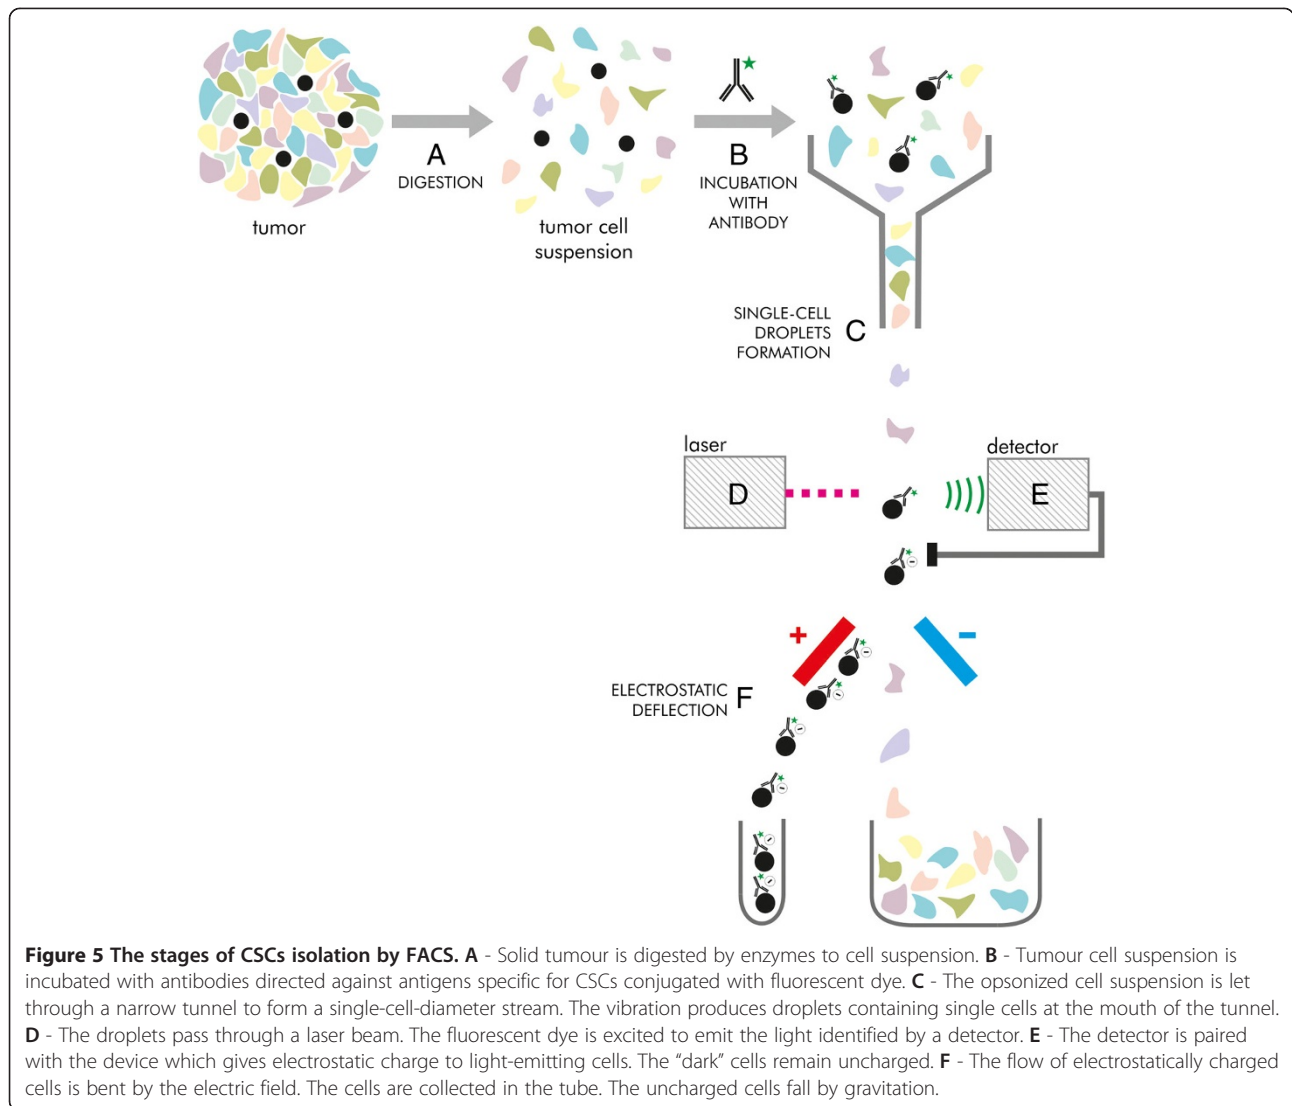 tumor
A
DIGESTION
tumor cell
suspension
B
INCUBATION
WITH
ANTIBODY
SINGLE-CELL
DROPLETS
FORMATION
C
laser
D
detector
E
+
-
ELECTROSTATIC
DEFLECTION
F
Figure 5 The stages of CSCs isolation by FACS. A - Solid tumour is digested by enzymes to cell suspension. B - Tumour cell suspension is
incubated with antibodies directed against antigens specific for CSCs conjugated with fluorescent dye. C - The opsonized cell suspension is let
through a narrow tunnel to form a single-cell-diameter stream. The vibration produces droplets containing single cells at the mouth of the tunnel.
D - The droplets pass through a laser beam. The fluorescent dye is excited to emit the light identified by a detector. E - The detector is paired
with the device which gives electrostatic charge to light-emitting cells. The “dark” cells remain uncharged. F - The flow of electrostatically charged
cells is bent by the electric field. The cells are collected in the tube. The uncharged cells fall by gravitation.